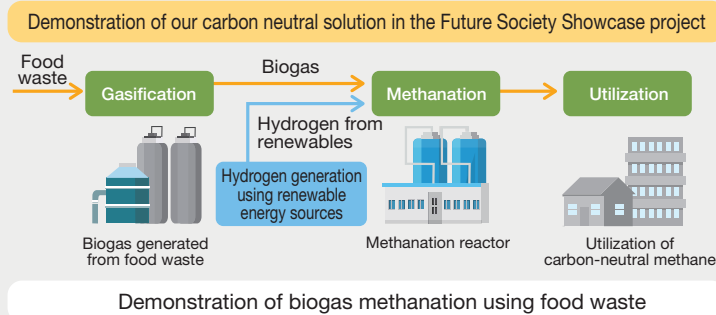 Demonstration of our carbon neutral solution in the Future Society Showcase project
Food
waste
Biogas
Gasification
Methanation
Utilization
Hydrogen from
renewables
Hydrogen generation
using renewable
energy sources
Biogas generated
from food waste
Methanation reactor
Utilization of
carbon-neutral methane
Demonstration of biogas methanation using food waste